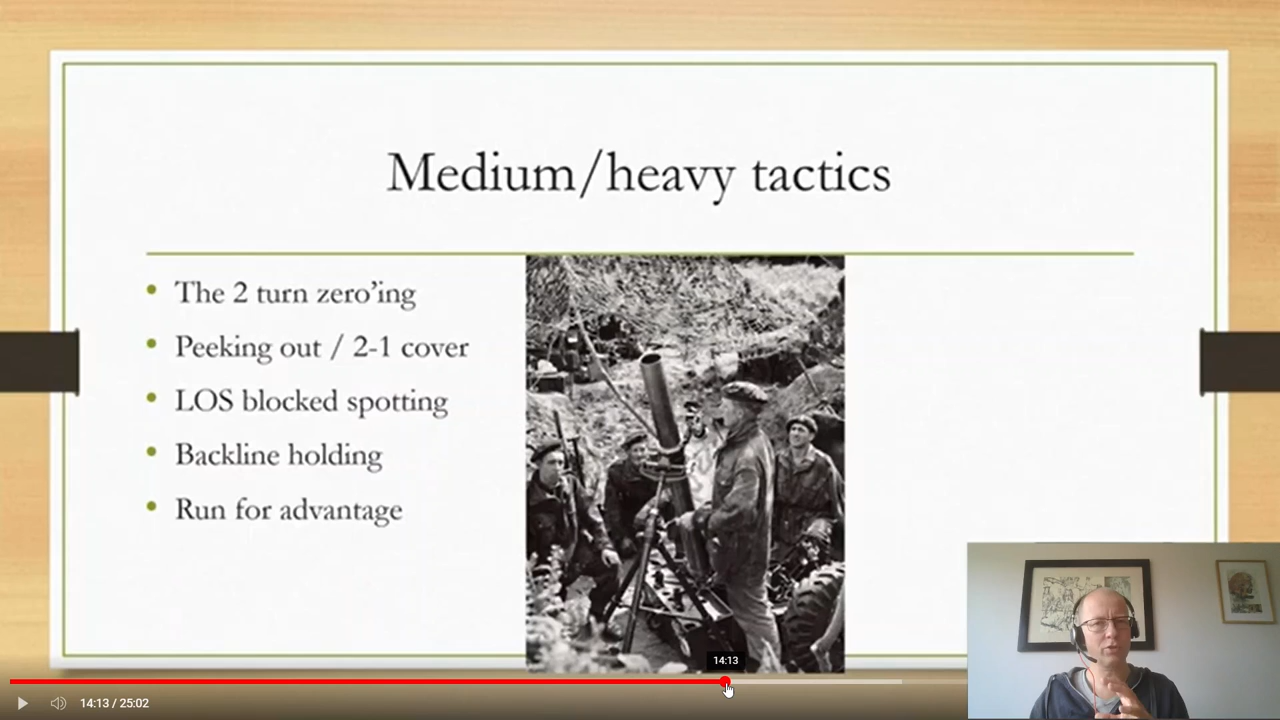 Medium/heavy tactics
• The 2 turn zero’ing
• Peeking out / 2-1 cover
• LOS blocked spotting
• Backline holding
• Run for advantage
14:13
14:13 / 25:02